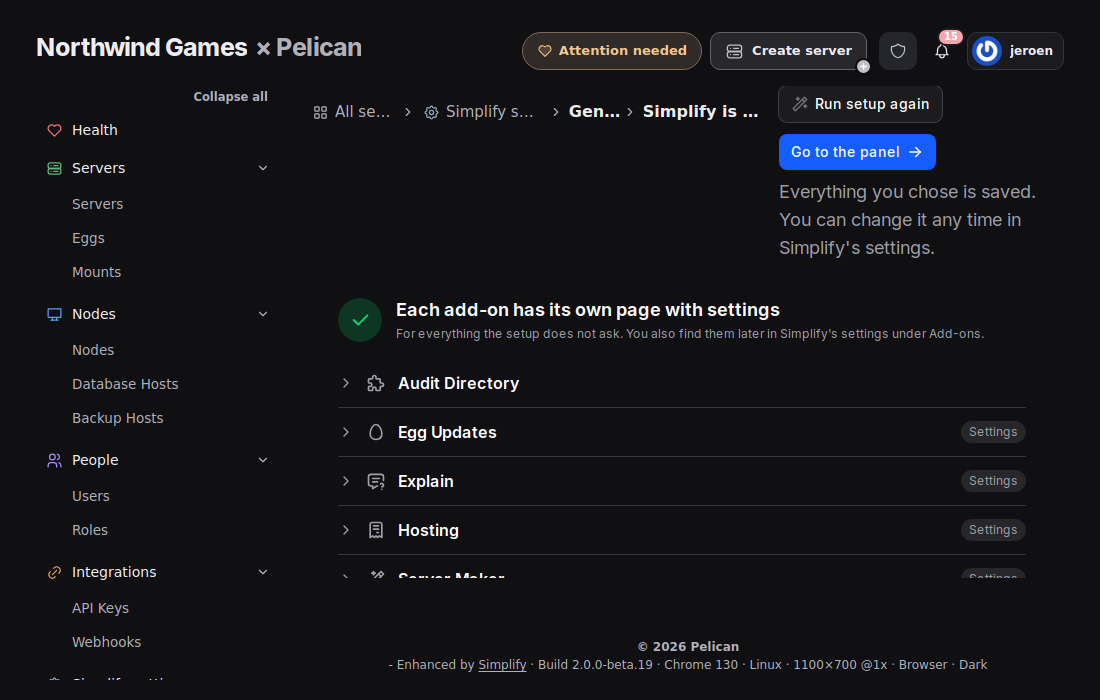 Northwind Games × Pelican
Attention needed
Create server
15
jeroen
Collapse all
Health
Servers
Servers
Eggs
Mounts
Nodes
Nodes
Database Hosts
Backup Hosts
People
Users
Roles
Integrations
API Keys
Webhooks
All se...
Simplify s...
Gen...
Simplify is ...
Run setup again
Go to the panel
Everything you chose is saved.
You can change it any time in
Simplify's settings.
Each add-on has its own page with settings
For everything the setup does not ask. You also find them later in Simplify's settings under Add-ons.
Audit Directory
Egg Updates Settings
Explain Settings
Hosting Settings
Server Maker Settings
© 2026 Pelican
- Enhanced by Simplify · Build 2.0.0-beta.19 · Chrome 130 · Linux · 1100×700 @1x · Browser · Dark